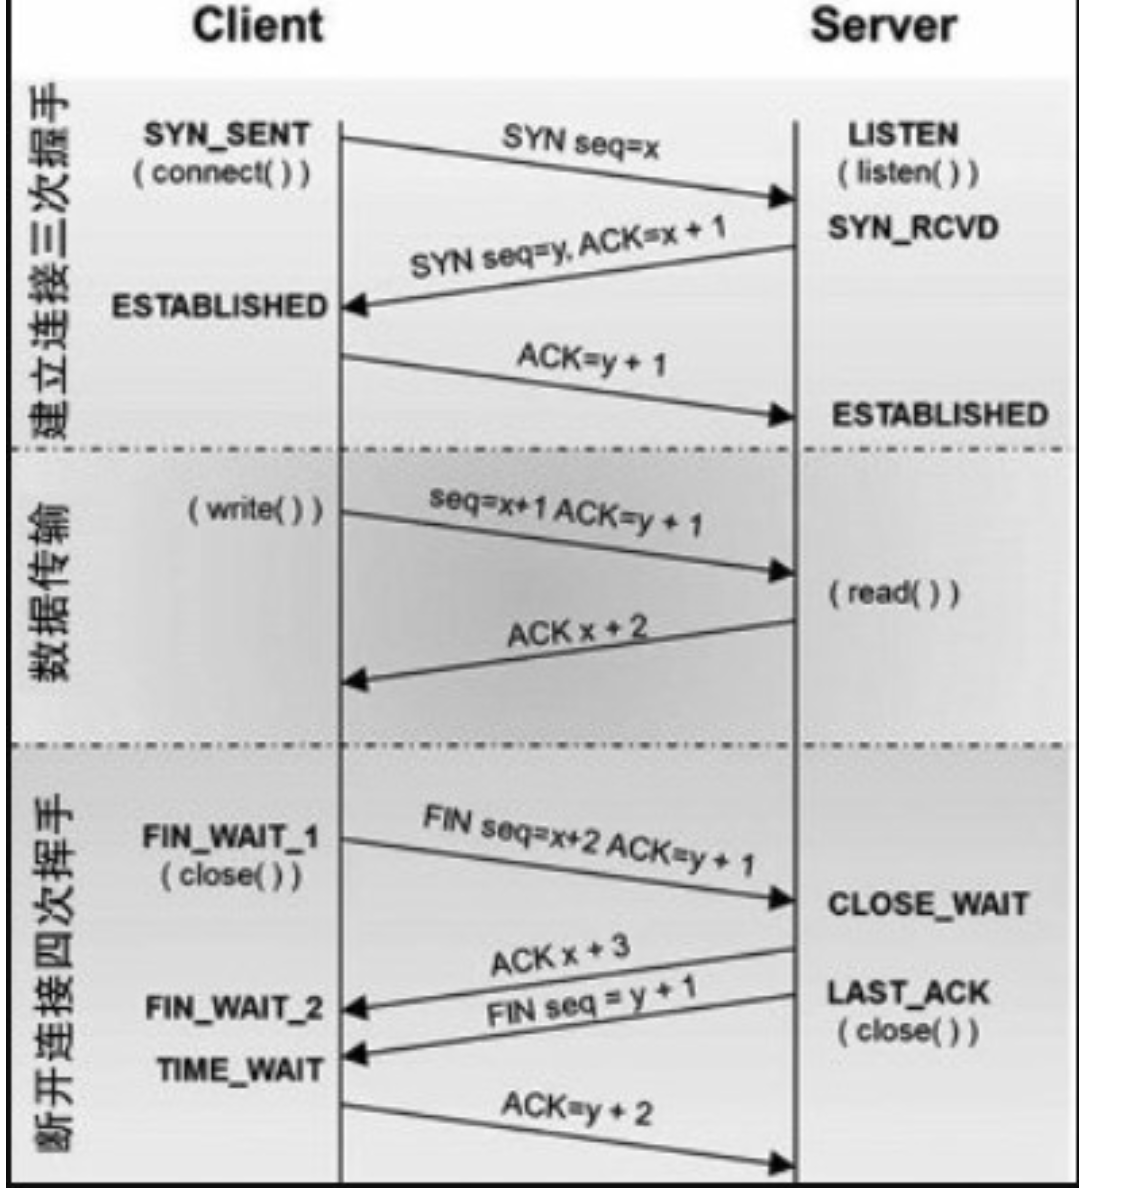 Client
Server
建立连接三次握手
SYN_SENT
( connect( ) )
SYN seq=x
LISTEN
( listen( ) )
SYN_RCVD
SYN seq=y, ACK=x + 1
ESTABLISHED
ACK=y + 1
ESTABLISHED
数据传输
( write( ) )
seq=x+1 ACK=y + 1
( read( ) )
ACK x + 2
断开连接四次挥手
FIN_WAIT_1
( close( ) )
FIN seq=x+2 ACK=y + 1
CLOSE_WAIT
ACK x + 3
FIN_WAIT_2
FIN seq = y + 1
LAST_ACK
( close( ) )
TIME_WAIT
ACK=y + 2